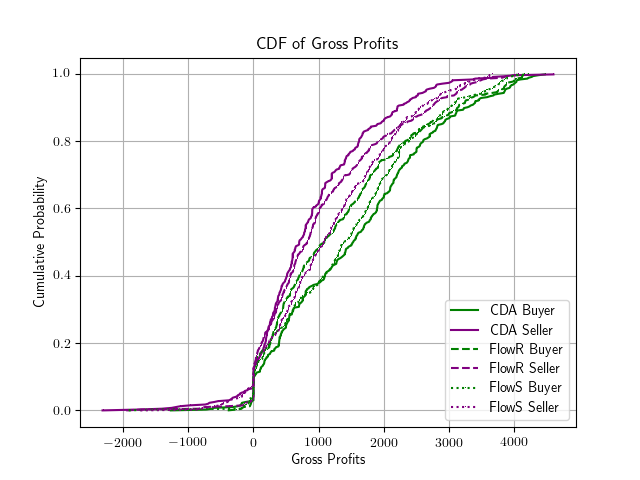 CDF of Gross Profits
Cumulative Probability
1.0
0.8
0.6
0.4
0.2
0.0
−2000 −1000 0 1000 2000 3000 4000
Gross Profits
CDA Buyer
CDA Seller
FlowR Buyer
FlowR Seller
FlowS Buyer
FlowS Seller